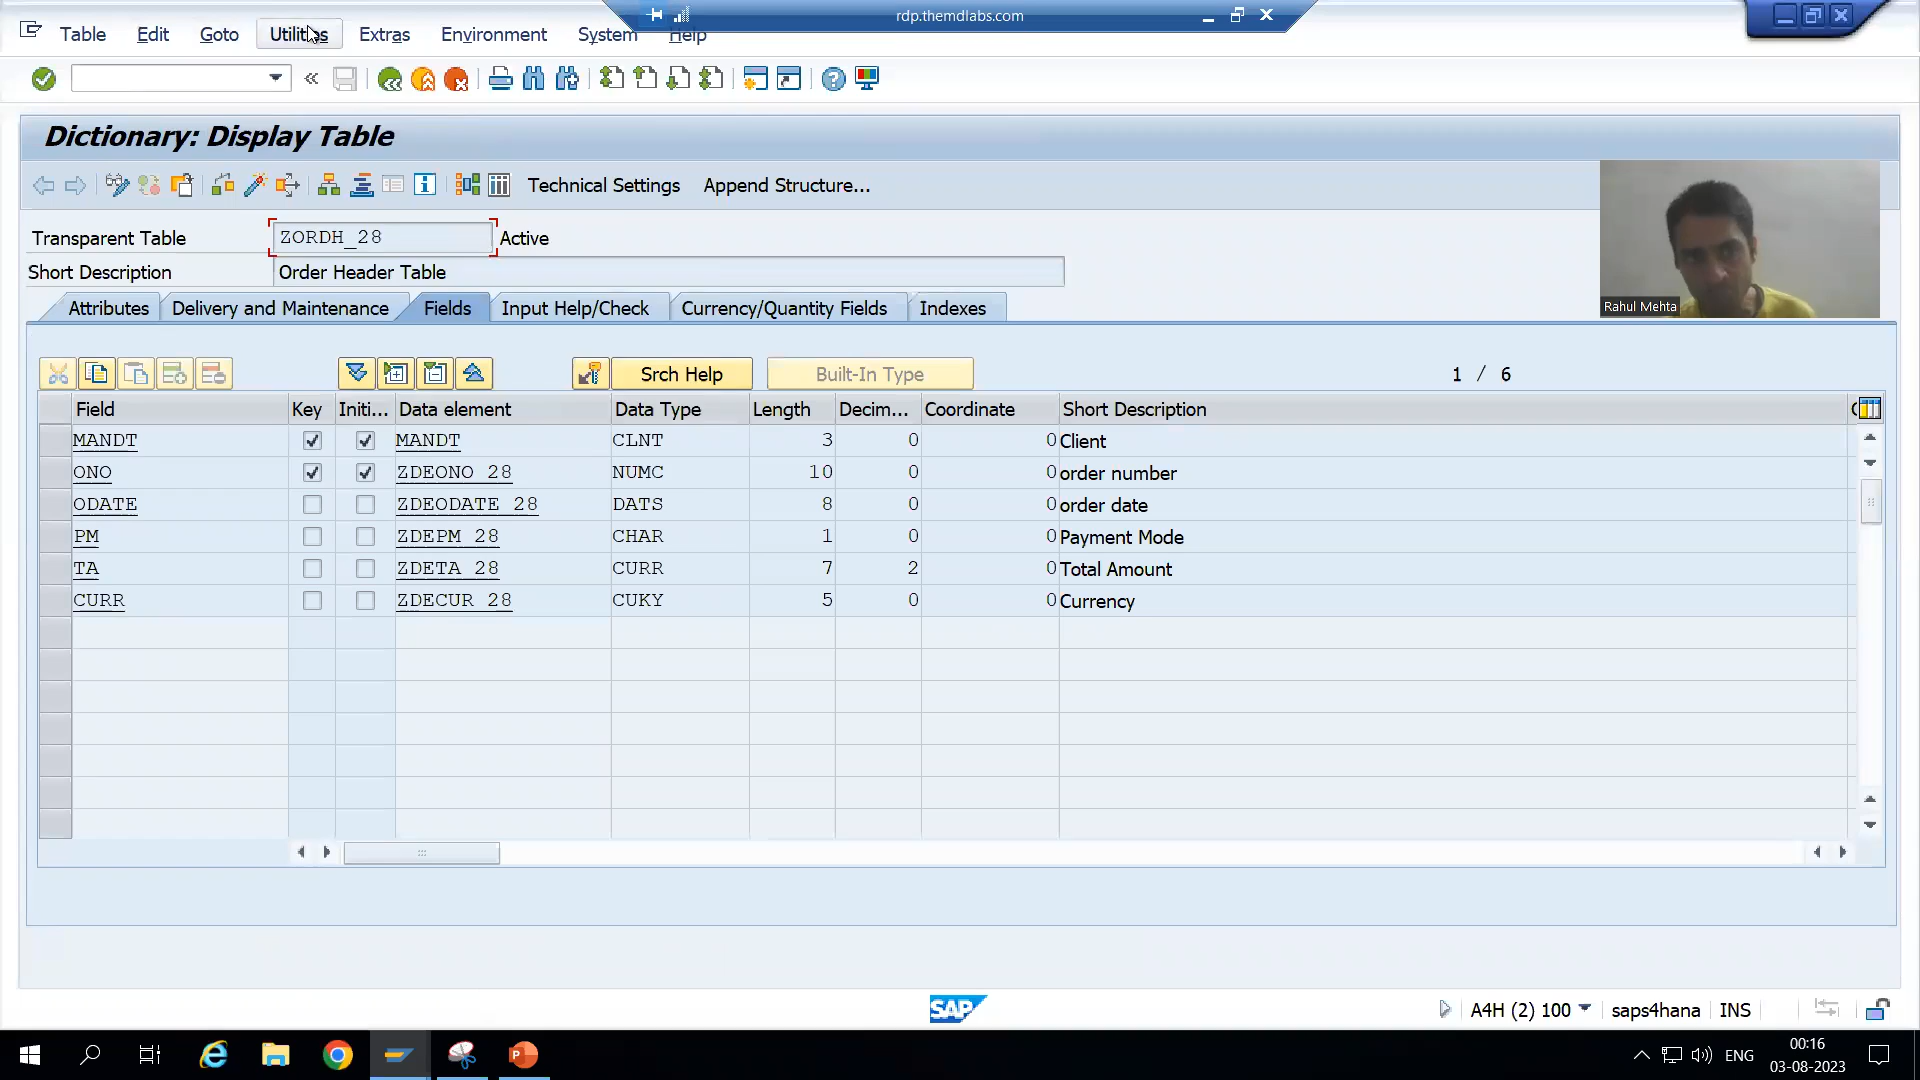 rdp.themdlabs.com
Table Edit Goto Utilities Extras Environment System Help
Dictionary: Display Table
Technical Settings Append Structure...
Transparent Table ZORDH_28 Active
Short Description Order Header Table
Rahul Mehta
Attributes Delivery and Maintenance Fields Input Help/Check Currency/Quantity Fields Indexes
Srch Help Built-In Type 1 / 6
Field Key Initi... Data element Data Type Length Decim... Coordinate Short Description
MANDT MANDT CLNT 3 0 0 Client
ONO ZDEONO_28 NUMC 10 0 0 order number
ODATE ZDEODATE_28 DATS 8 0 0 order date
PM ZDEPM_28 CHAR 1 0 0 Payment Mode
TA ZDETA_28 CURR 7 2 0 Total Amount
CURR ZDECUR_28 CUKY 5 0 0 Currency
SAP
A4H (2) 100 saps4hana INS
ENG
00:16
03-08-2023